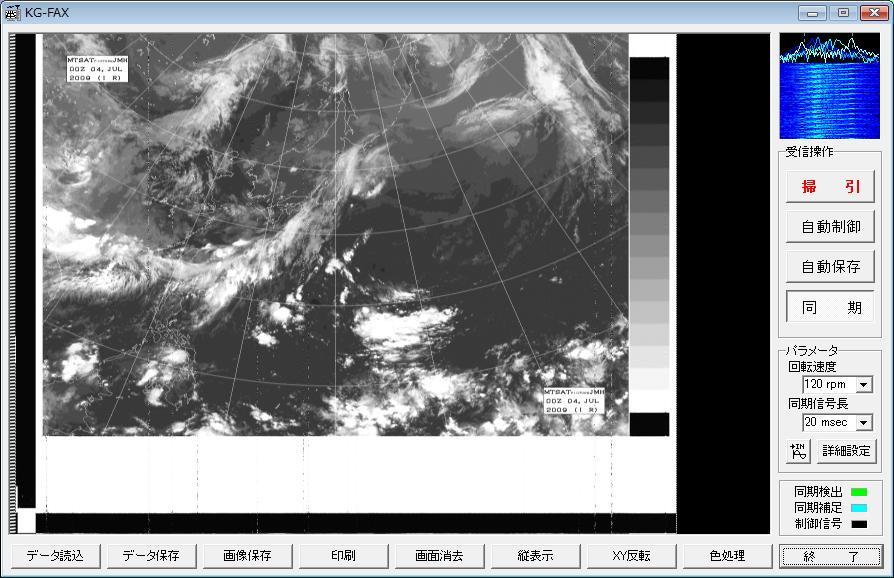 KG-FAX
MTSAT JMH
00Z 04, JUL
2009 (I R)
MTSAT JMH
00Z 04, JUL
2009 (I R)
受信操作
掃 引
自動制御
自動保存
同 期
パラメータ
回転速度
120 rpm
同期信号長
20 msec
IN
詳細設定
同期検出
同期補足
制御信号
データ読込
データ保存
画像保存
印刷
画面消去
縦表示
XY反転
色処理
終 了